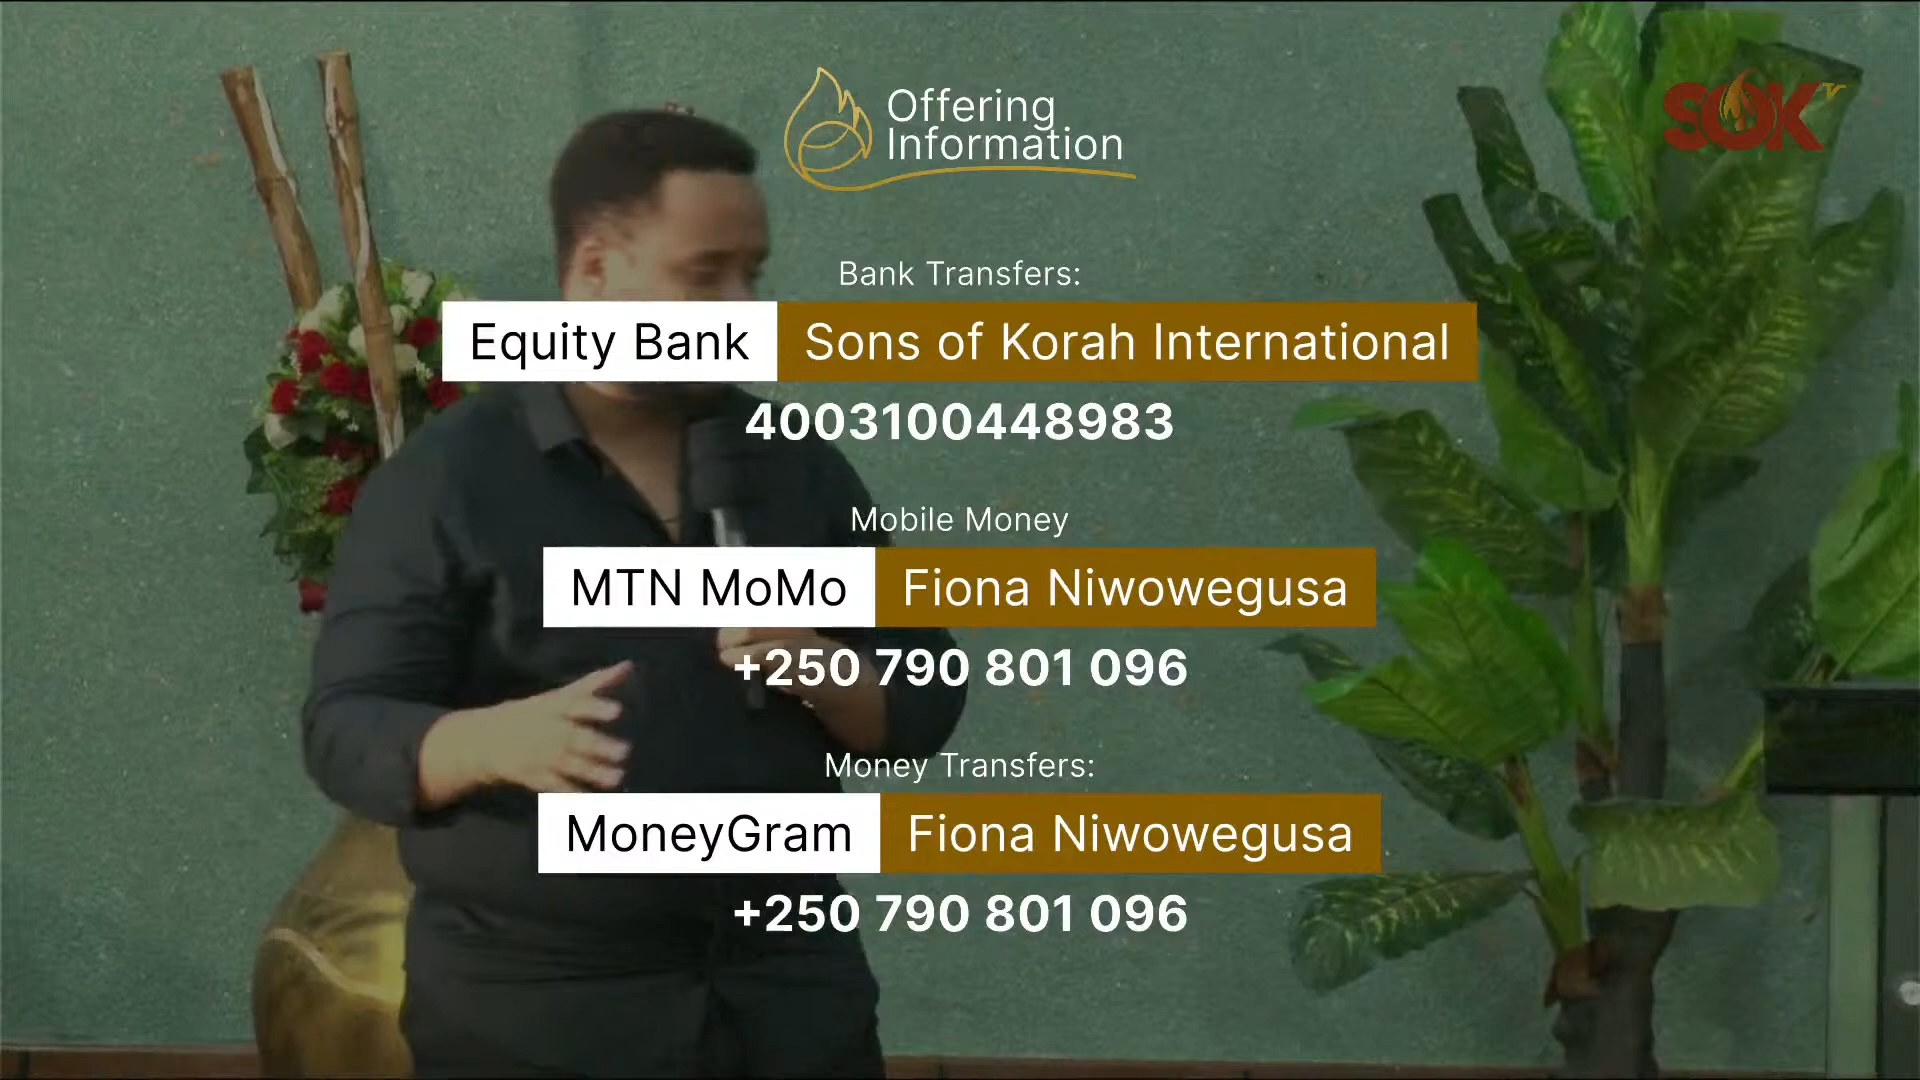 Offering
Information
SOK TV
Bank Transfers:
Equity Bank Sons of Korah International
4003100448983
Mobile Money
MTN MoMo Fiona Niwowegusa
+250 790 801 096
Money Transfers:
MoneyGram Fiona Niwowegusa
+250 790 801 096